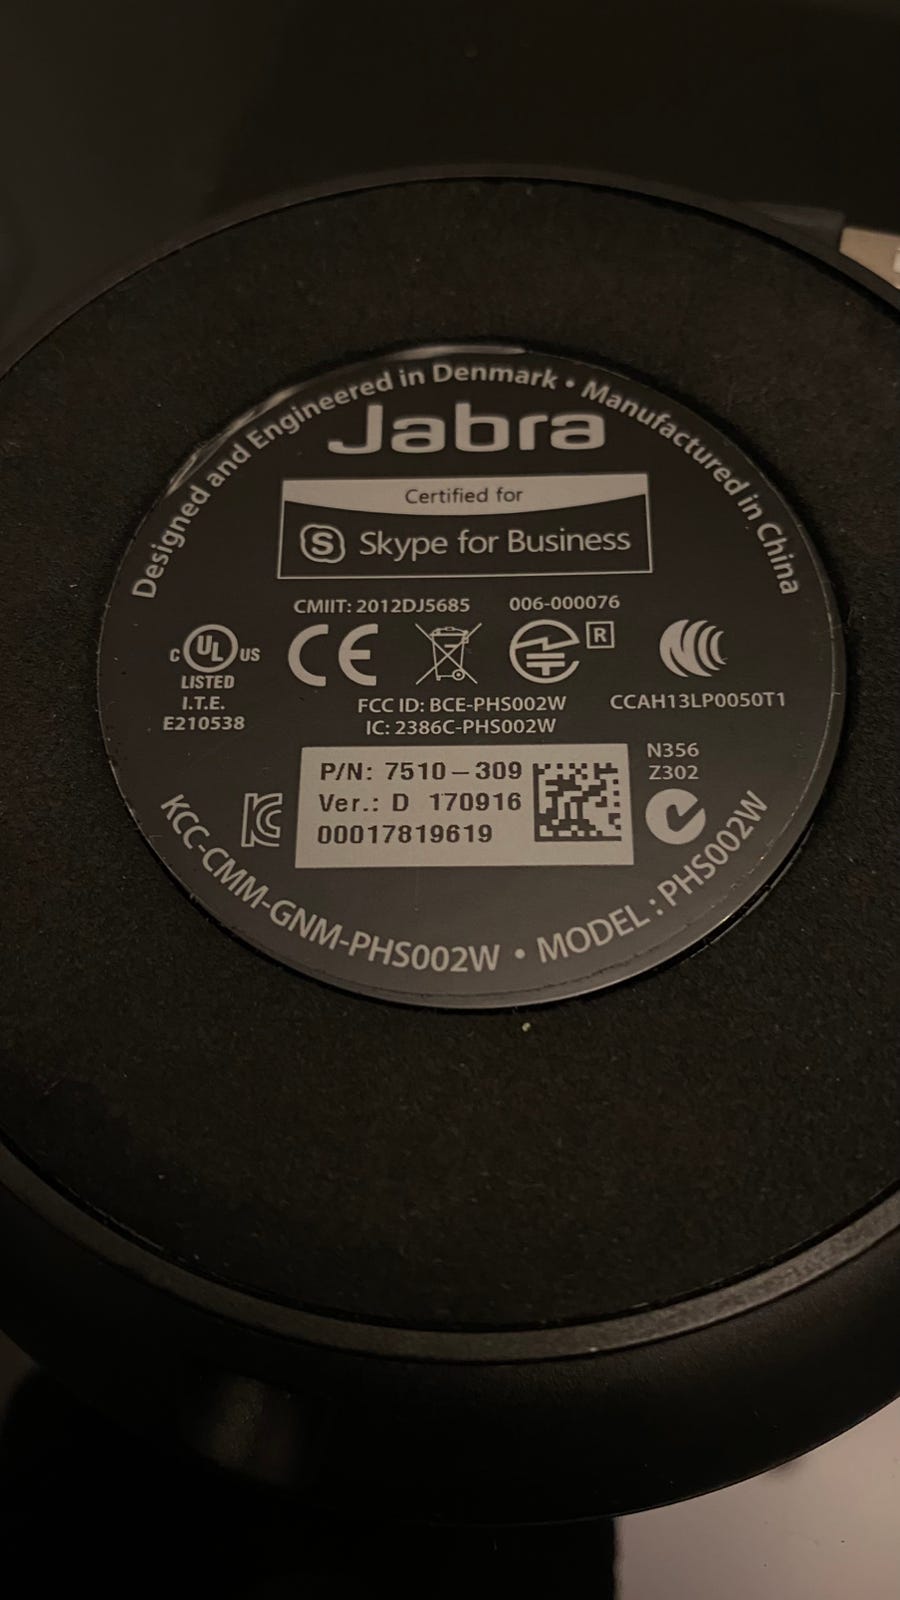 Designed and Engineered in Denmark • Manufactured in China
Jabra
Certified for
S Skype for Business
CMIIT: 2012DJ5685 006-000076
C UL US
LISTED
I.T.E.
E210538
CE
R
FCC ID: BCE-PHS002W
IC: 2386C-PHS002W
CCAH13LP0050T1
P/N: 7510-309
Ver.: D 170916
00017819619
N356
Z302
KCC-CMM-GNM-PHS002W • MODEL : PHS002W